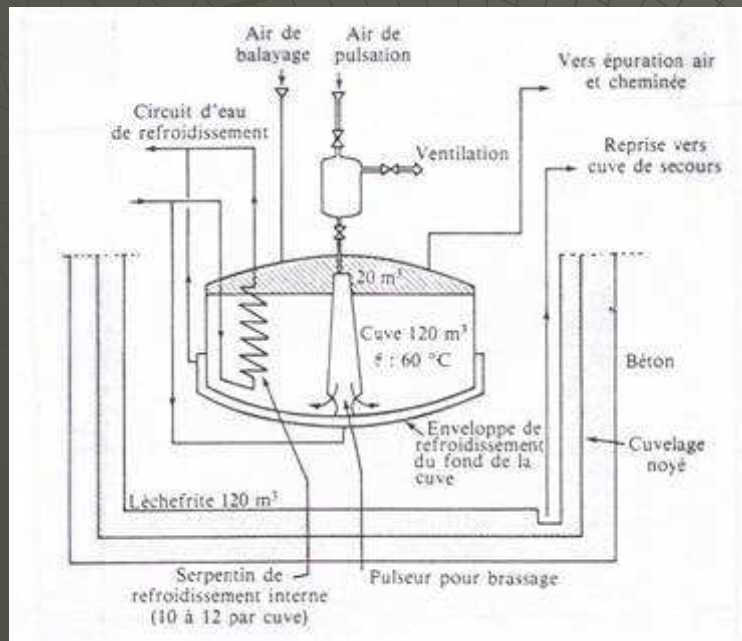 Air de
balayage
Air de
pulsation
Vers épuration air
et cheminée
Circuit d'eau
de refroidissement
Ventilation
Reprise vers
cuve de secours
20 m³
Cuve 120 m³
θ : 60 °C
Béton
Enveloppe de
refroidissement
du fond de la
cuve
Cuvelage
noyé
Lèchefrite 120 m³
Serpentin de
refroidissement interne
(10 à 12 par cuve)
Pulseur pour brassage